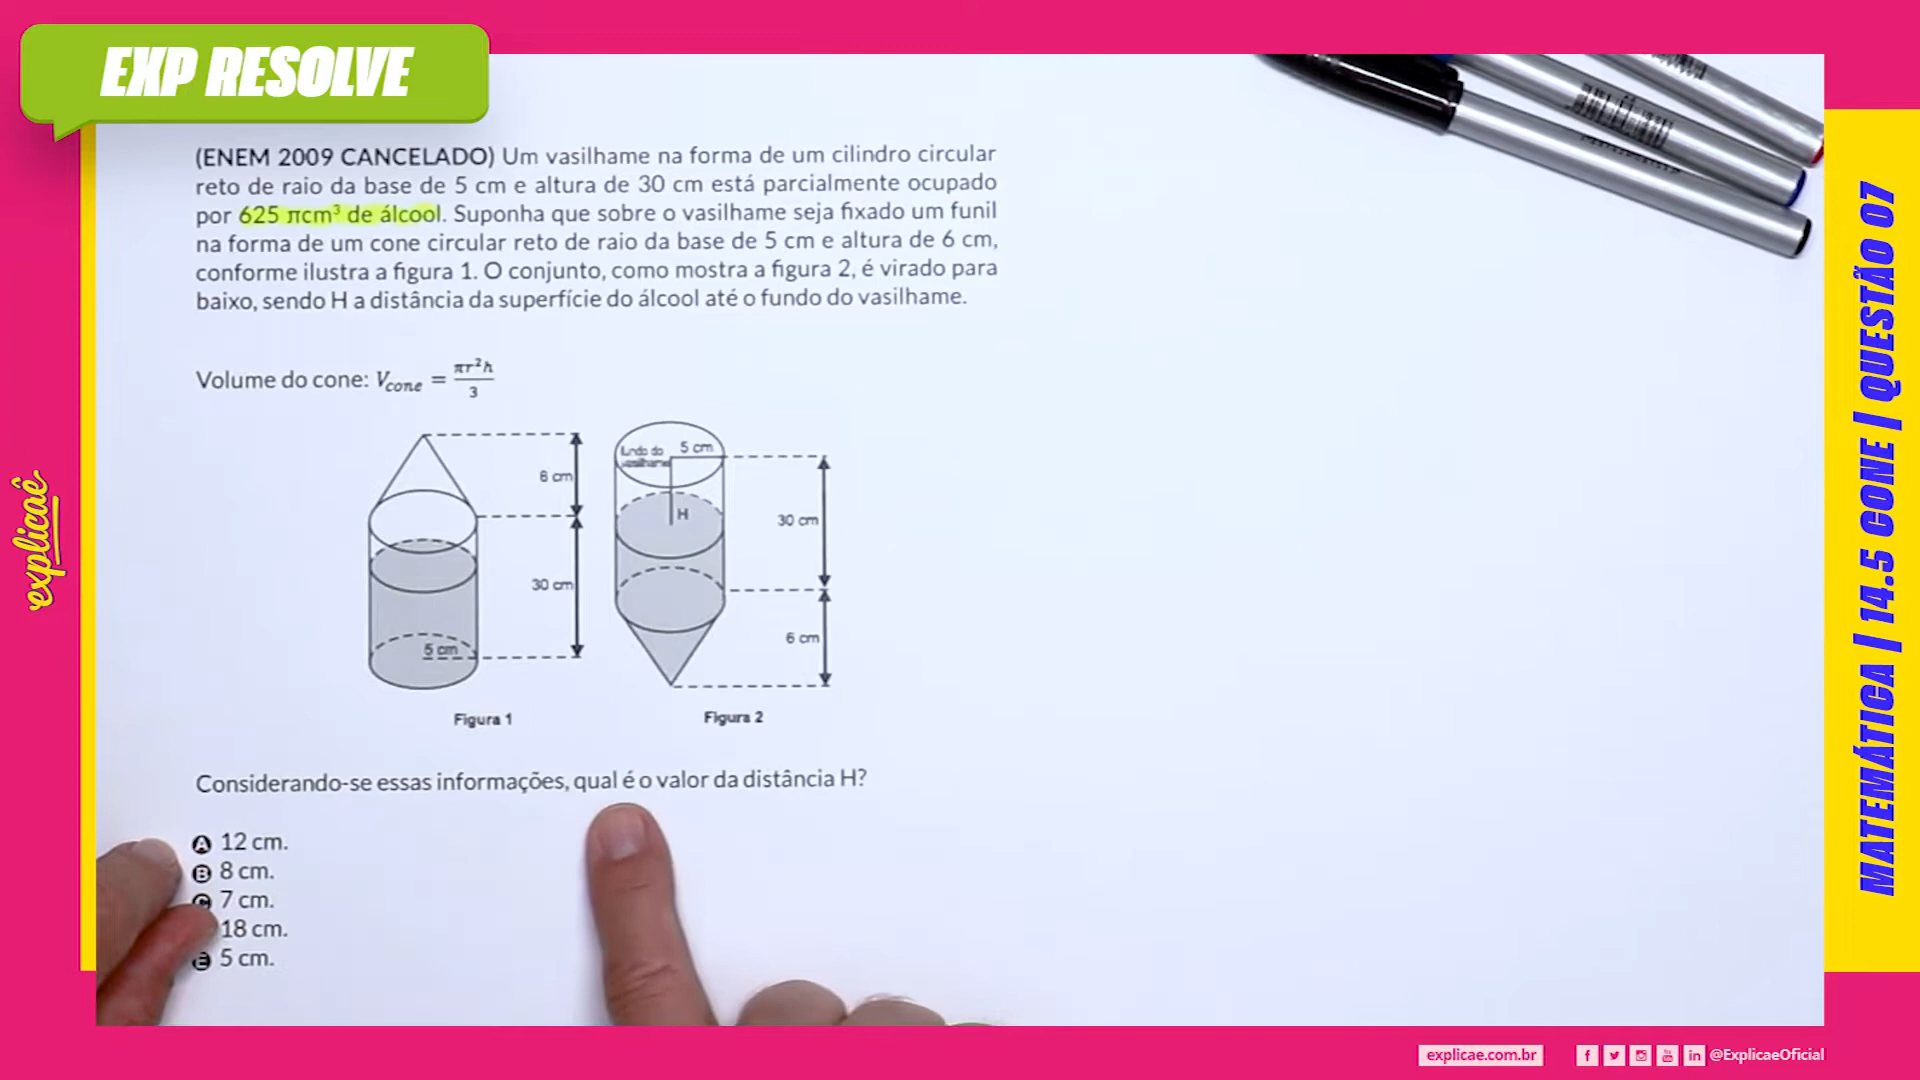 EXP RESOLVE
(ENEM 2009 CANCELADO) Um vasilhame na forma de um cilindro circular
reto de raio da base de 5 cm e altura de 30 cm está parcialmente ocupado
por 625 πcm³ de álcool. Suponha que sobre o vasilhame seja fixado um funil
na forma de um cone circular reto de raio da base de 5 cm e altura de 6 cm,
conforme ilustra a figura 1. O conjunto, como mostra a figura 2, é virado para
baixo, sendo H a distância da superfície do álcool até o fundo do vasilhame.
Volume do cone: Vcone = πr²h/3
6 cm
30 cm
5 cm
Figura 1
fundo do
vasilhame
5 cm
H
30 cm
6 cm
Figura 2
Considerando-se essas informações, qual é o valor da distância H?
A 12 cm.
B 8 cm.
C 7 cm.
18 cm.
E 5 cm.
explicaê
MATEMÁTICA | 14.5 CONE | QUESTÃO 07
explicae.com.br
@ExplicaeOficial